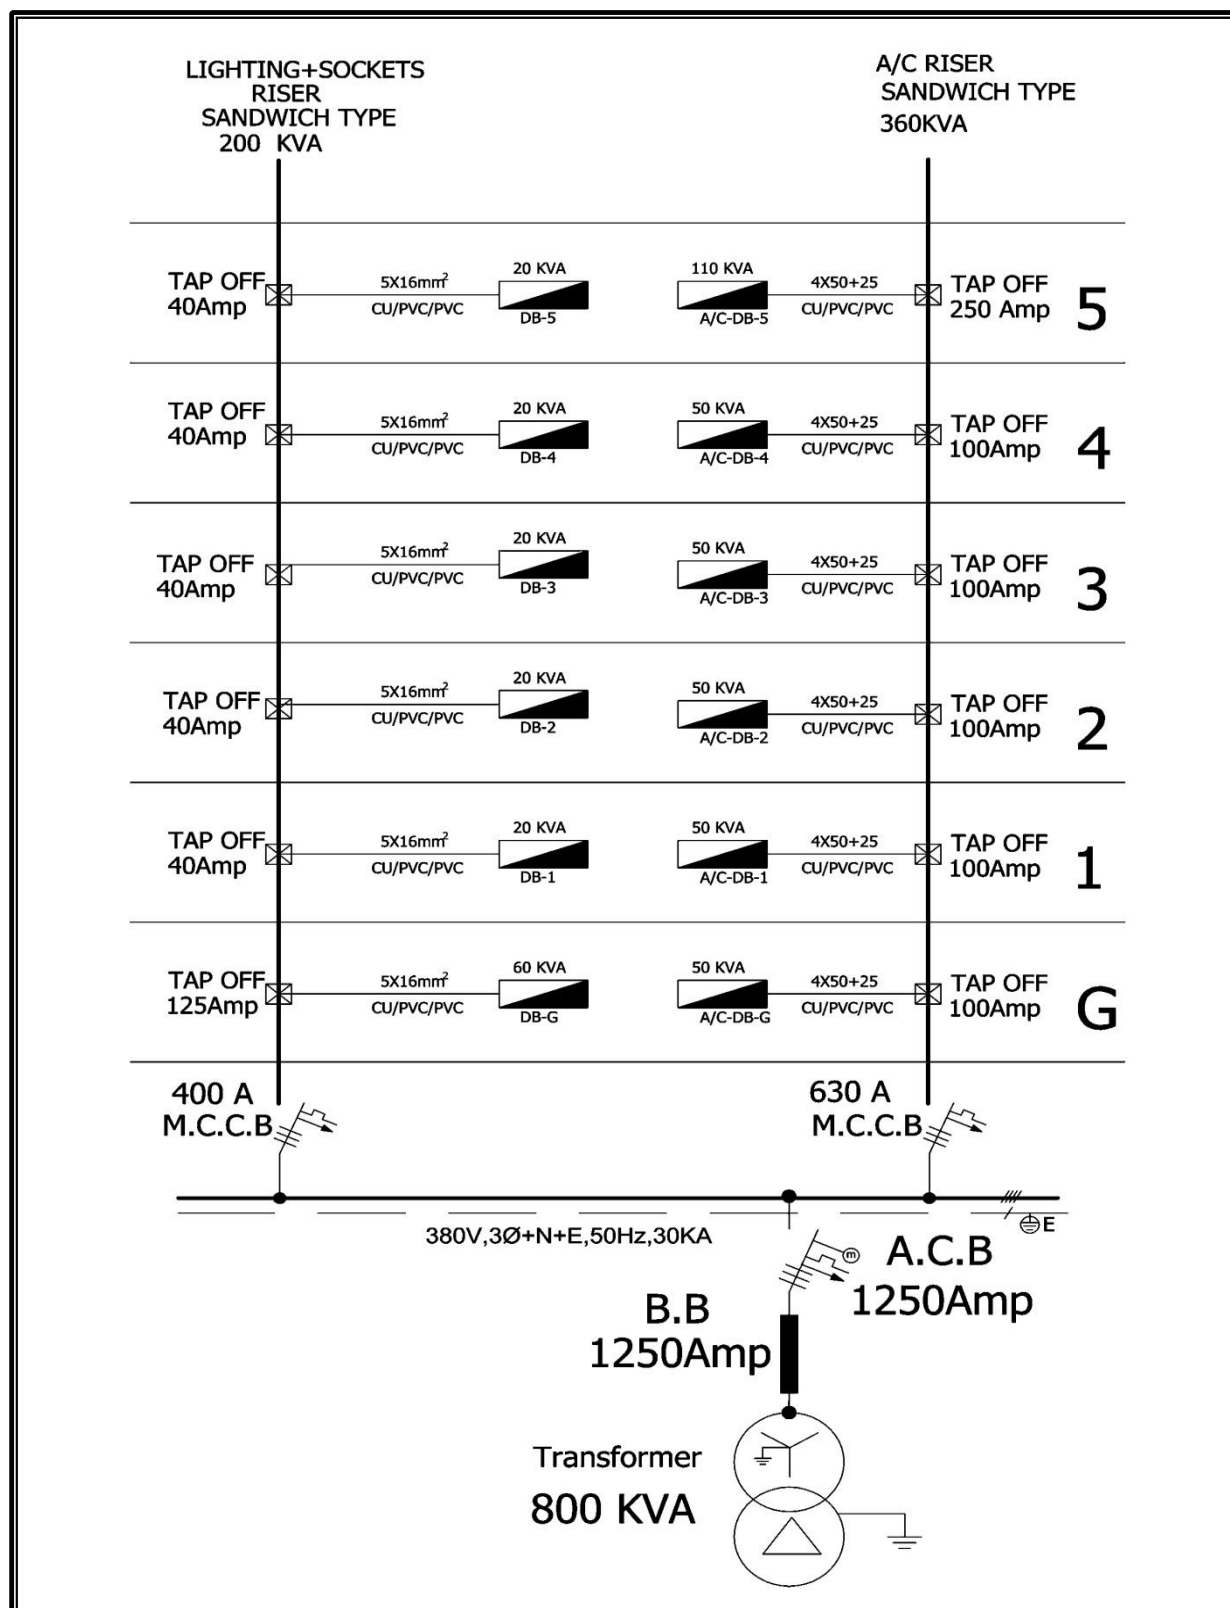 LIGHTING+SOCKETS
RISER
SANDWICH TYPE
200 KVA
A/C RISER
SANDWICH TYPE
360KVA
TAP OFF
40Amp
5X16mm²
CU/PVC/PVC
20 KVA
DB-5
110 KVA
A/C-DB-5
4X50+25
CU/PVC/PVC
TAP OFF
250 Amp
5
TAP OFF
40Amp
5X16mm²
CU/PVC/PVC
20 KVA
DB-4
50 KVA
A/C-DB-4
4X50+25
CU/PVC/PVC
TAP OFF
100Amp
4
TAP OFF
40Amp
5X16mm²
CU/PVC/PVC
20 KVA
DB-3
50 KVA
A/C-DB-3
4X50+25
CU/PVC/PVC
TAP OFF
100Amp
3
TAP OFF
40Amp
5X16mm²
CU/PVC/PVC
20 KVA
DB-2
50 KVA
A/C-DB-2
4X50+25
CU/PVC/PVC
TAP OFF
100Amp
2
TAP OFF
40Amp
5X16mm²
CU/PVC/PVC
20 KVA
DB-1
50 KVA
A/C-DB-1
4X50+25
CU/PVC/PVC
TAP OFF
100Amp
1
TAP OFF
125Amp
5X16mm²
CU/PVC/PVC
60 KVA
DB-G
50 KVA
A/C-DB-G
4X50+25
CU/PVC/PVC
TAP OFF
100Amp
G
400 A
M.C.C.B
630 A
M.C.C.B
380V,3Ø+N+E,50Hz,30KA
E
m
A.C.B
1250Amp
B.B
1250Amp
Transformer
800 KVA